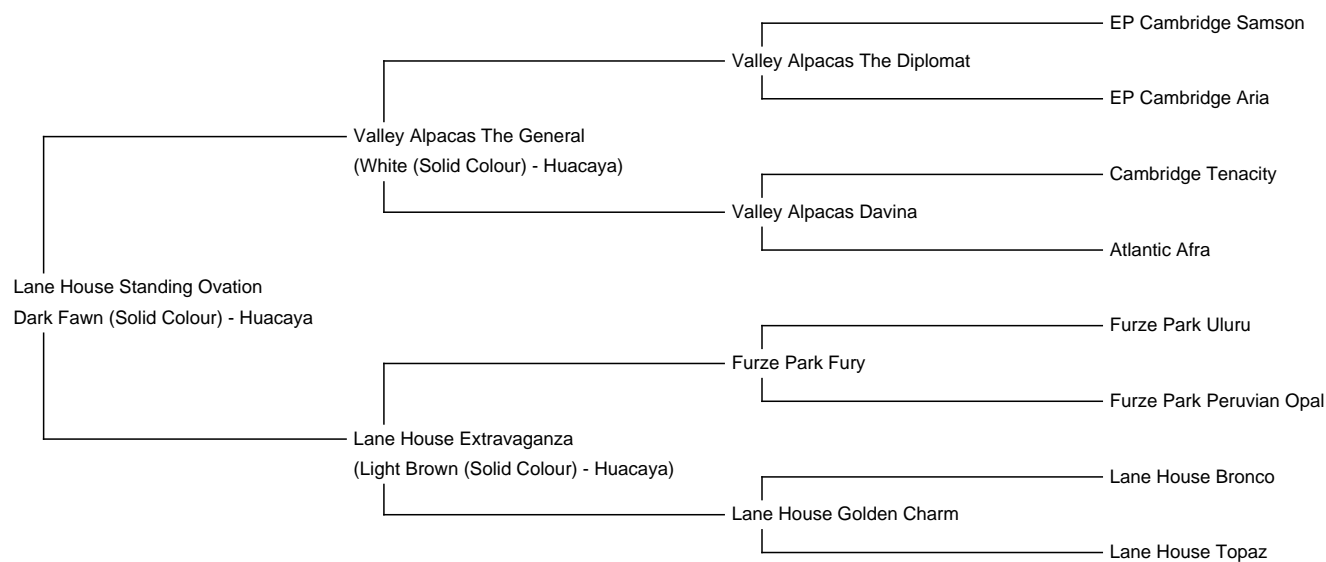 EP Cambridge Samson
Valley Alpacas The Diplomat
EP Cambridge Aria
Valley Alpacas The General
(White (Solid Colour) - Huacaya)
Cambridge Tenacity
Valley Alpacas Davina
Atlantic Afra
Lane House Standing Ovation
Dark Fawn (Solid Colour) - Huacaya
Furze Park Uluru
Furze Park Fury
Furze Park Peruvian Opal
Lane House Extravaganza
(Light Brown (Solid Colour) - Huacaya)
Lane House Bronco
Lane House Golden Charm
Lane House Topaz